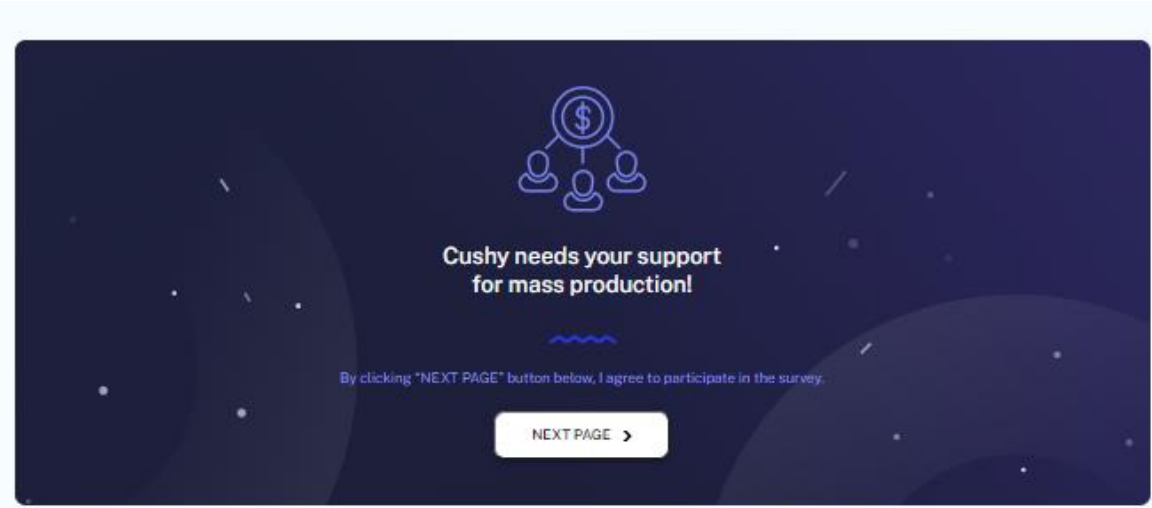 $
Cushy needs your support
for mass production!
By clicking "NEXT PAGE" button below, I agree to participate in the survey.
NEXT PAGE